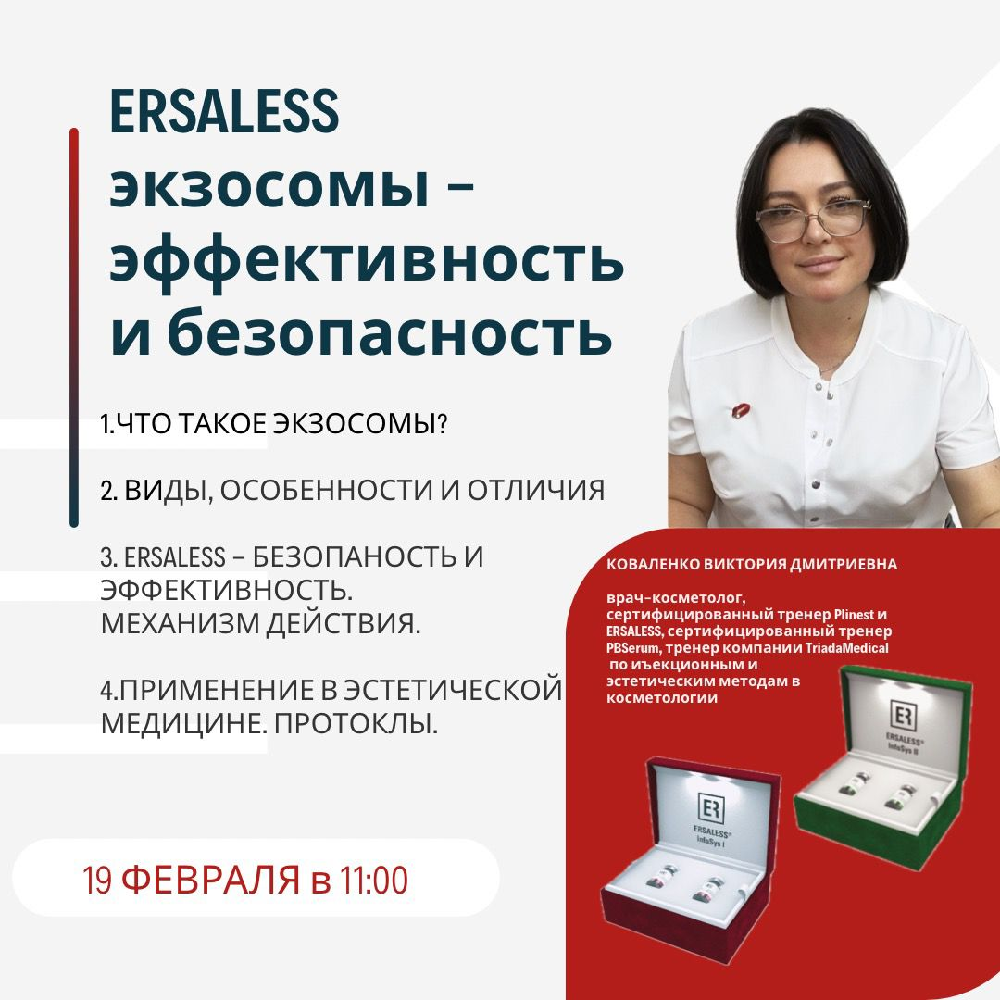 ERSALESS
экзосомы –
эффективность
и безопасность
1.ЧТО ТАКОЕ ЭКЗОСОМЫ?
2. ВИДЫ, ОСОБЕННОСТИ И ОТЛИЧИЯ
3. ERSALESS – БЕЗОПАНОСТЬ И
ЭФФЕКТИВНОСТЬ.
МЕХАНИЗМ ДЕЙСТВИЯ.
4.ПРИМЕНЕНИЕ В ЭСТЕТИЧЕСКОЙ
МЕДИЦИНЕ. ПРОТОКЛЫ.
19 ФЕВРАЛЯ в 11:00
КОВАЛЕНКО ВИКТОРИЯ ДМИТРИЕВНА
врач-косметолог,
сертифицированный тренер Plinest и
ERSALESS, сертифицированный тренер
PBSerum, тренер компании TriadaMedical
по иъекционным и
эстетическим методам в
косметологии
ER
ERSALESS®
InfoSys II
ER
ERSALESS®
InfoSys I